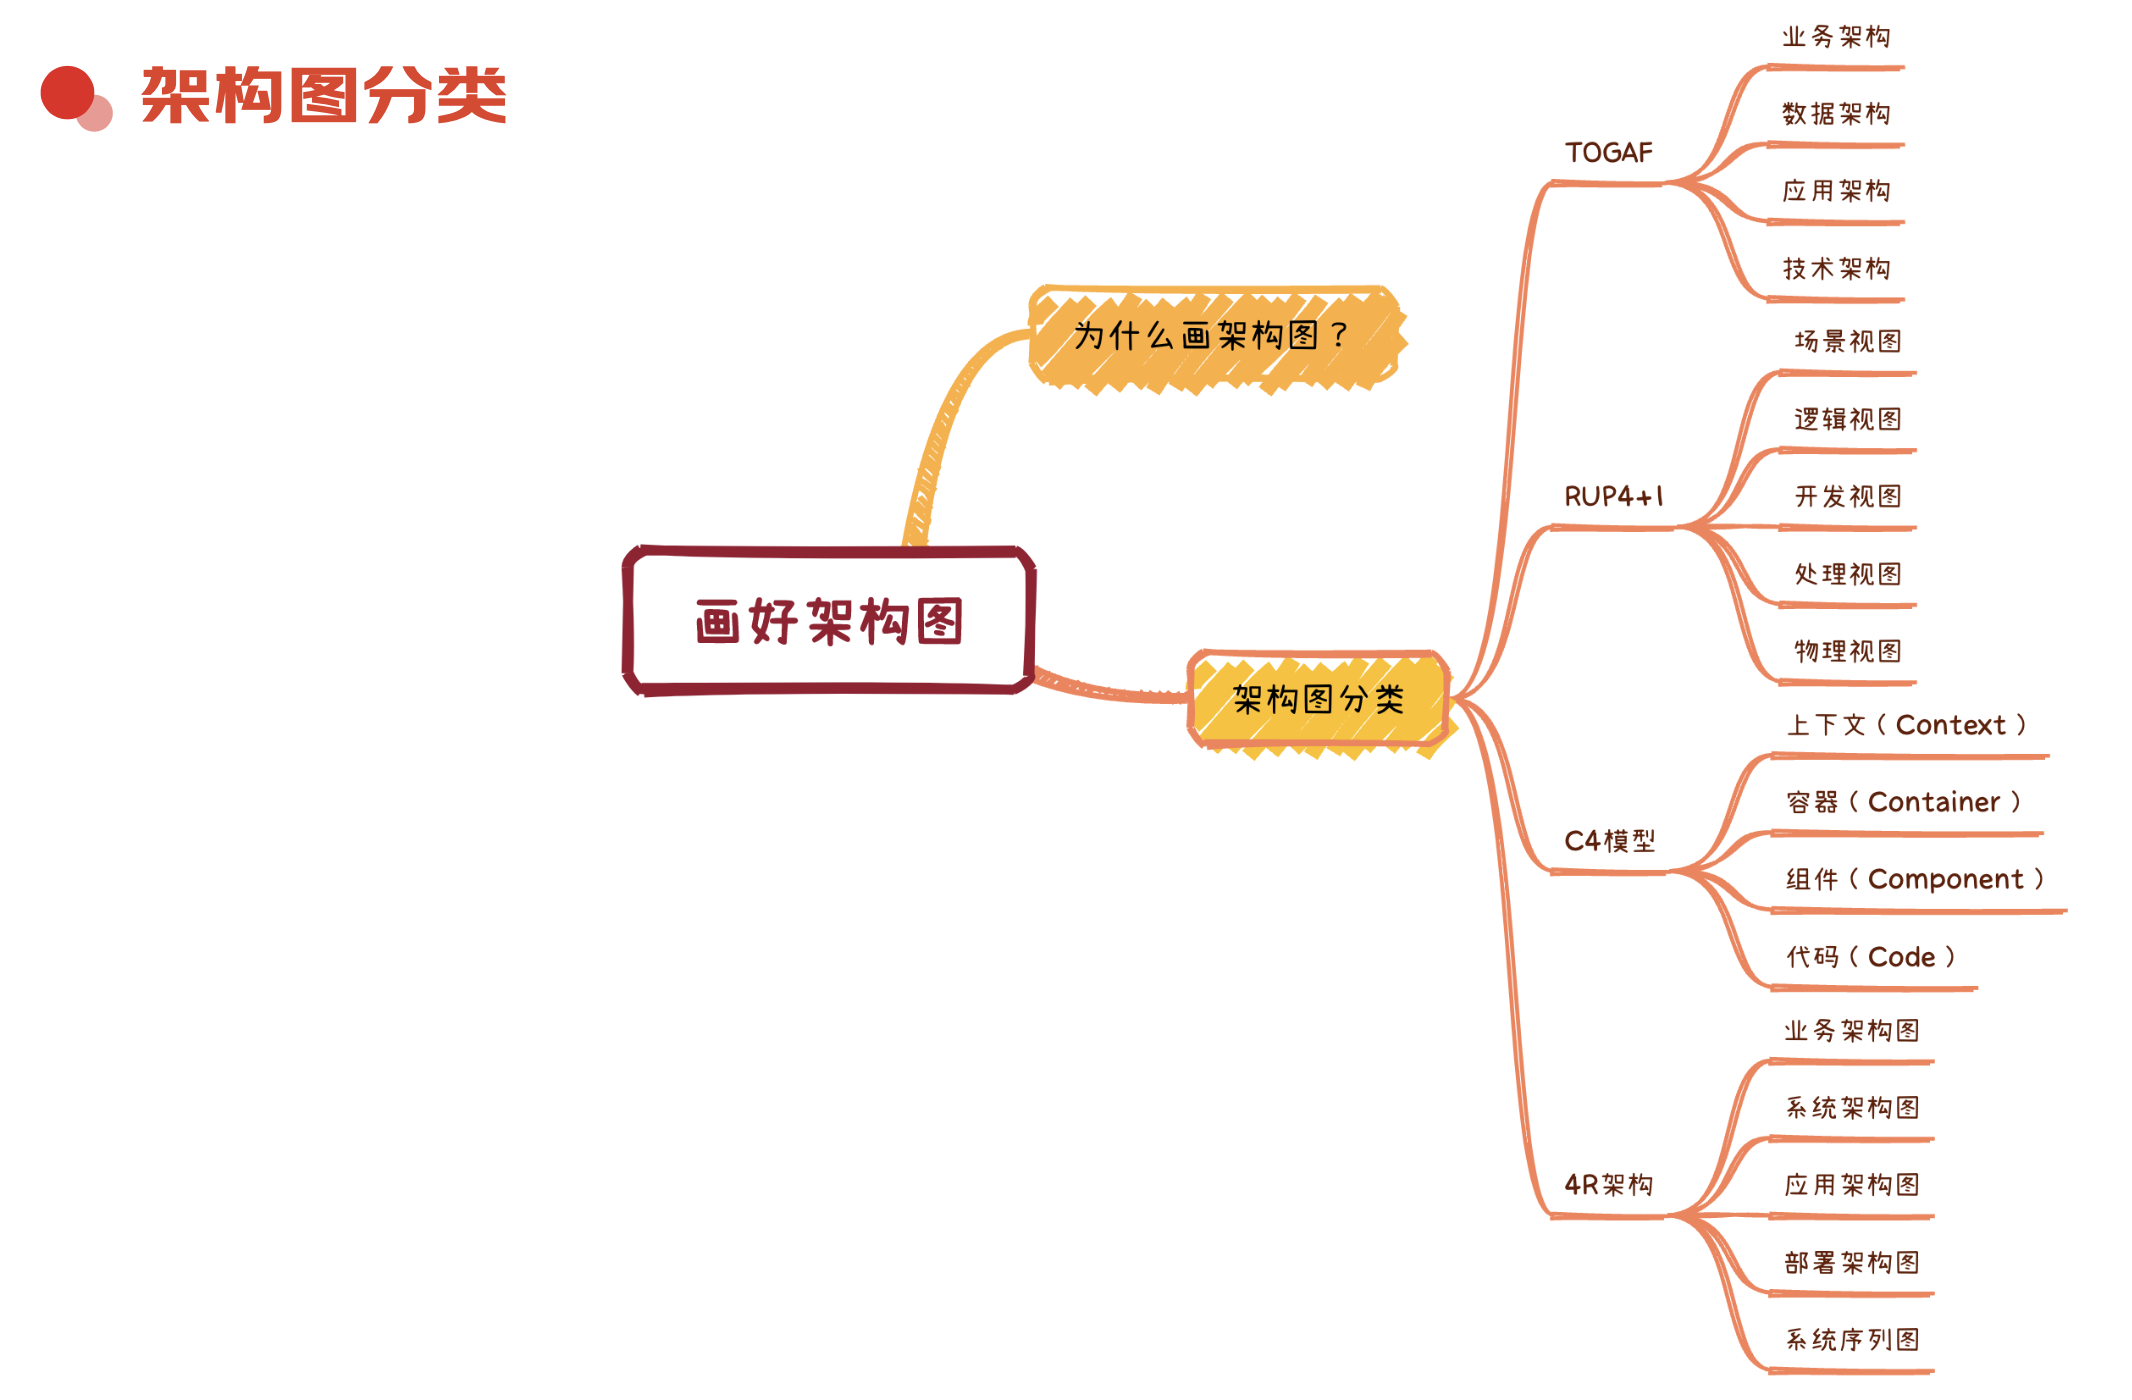 架构图分类
画好架构图
为什么画架构图？
架构图分类
TOGAF
业务架构
数据架构
应用架构
技术架构
RUP4+1
场景视图
逻辑视图
开发视图
处理视图
物理视图
C4模型
上下文（Context）
容器（Container）
组件（Component）
代码（Code）
4R架构
业务架构图
系统架构图
应用架构图
部署架构图
系统序列图